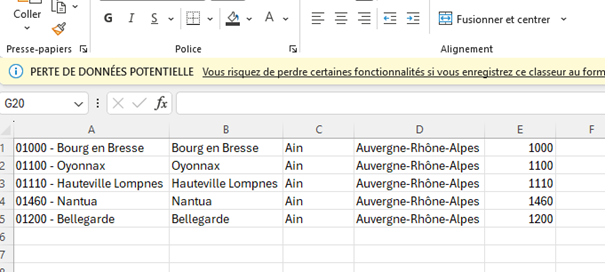 Coller
Fusionner et centrer
Presse-papiers
Police
Alignement
PERTE DE DONNÉES POTENTIELLE Vous risquez de perdre certaines fonctionnalités si vous enregistrez ce classeur au form
G20
fx
A B C D E F
1 01000 - Bourg en Bresse Bourg en Bresse Ain Auvergne-Rhône-Alpes 1000
2 01100 - Oyonnax Oyonnax Ain Auvergne-Rhône-Alpes 1100
3 01110 - Hauteville Lompnes Hauteville Lompnes Ain Auvergne-Rhône-Alpes 1110
4 01460 - Nantua Nantua Ain Auvergne-Rhône-Alpes 1460
5 01200 - Bellegarde Bellegarde Ain Auvergne-Rhône-Alpes 1200
6
7